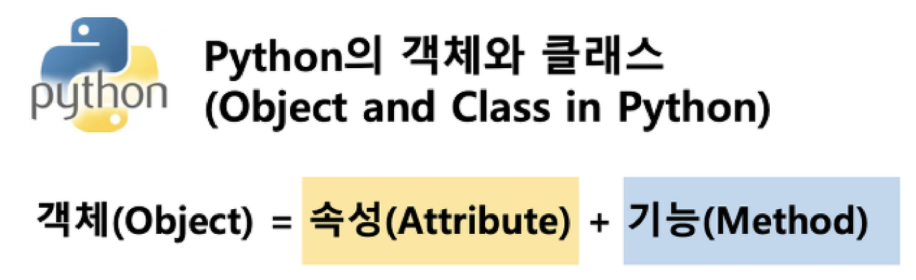 python
Python의 객체와 클래스
(Object and Class in Python)
객체(Object) = 속성(Attribute) + 기능(Method)